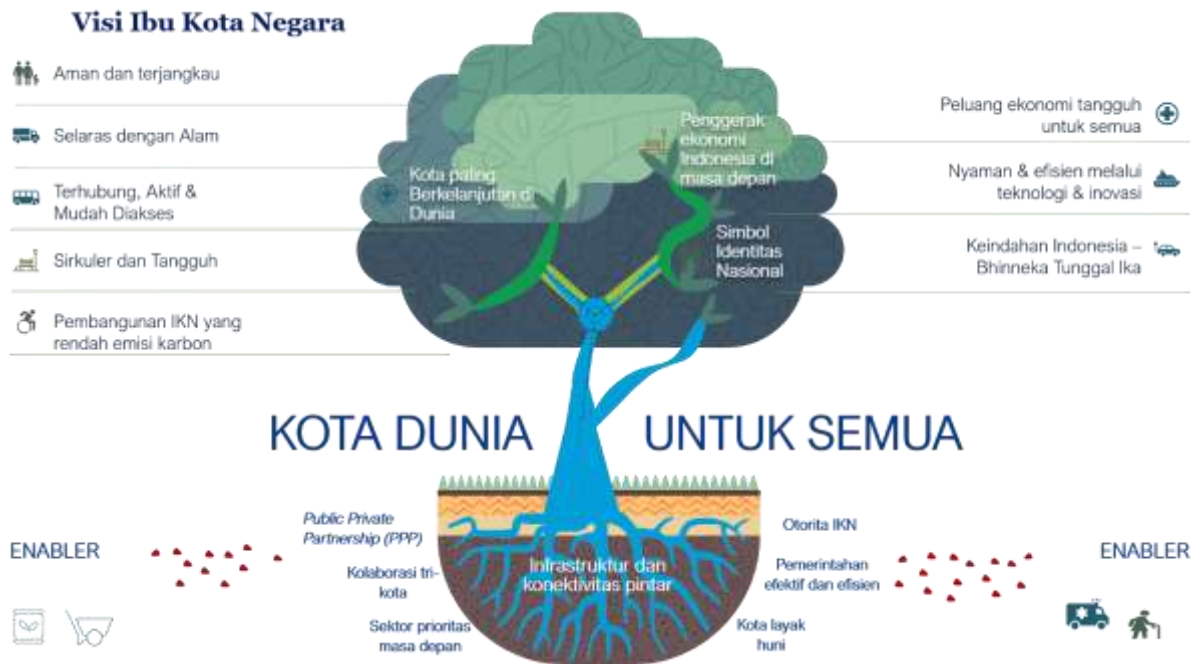 Visi Ibu Kota Negara
Aman dan terjangkau
Selaras dengan Alam
Terhubung, Aktif &
Mudah Diakses
Sirkuler dan Tangguh
Pembangunan IKN yang
rendah emisi karbon
Kota paling
Berkelanjutan di
Dunia
Penggerak
ekonomi
Indonesia di
masa depan
Simbol
Identitas
Nasional
Peluang ekonomi tangguh
untuk semua
Nyaman & efisien melalui
teknologi & inovasi
Keindahan Indonesia –
Bhinneka Tunggal Ika
KOTA DUNIA UNTUK SEMUA
ENABLER
Public Private
Partnership (PPP)
Kolaborasi tri-
kota
Sektor prioritas
masa depan
Infrastruktur dan
konektivitas pintar
Otorita IKN
Pemerintahan
efektif dan efisien
Kota layak
huni
ENABLER